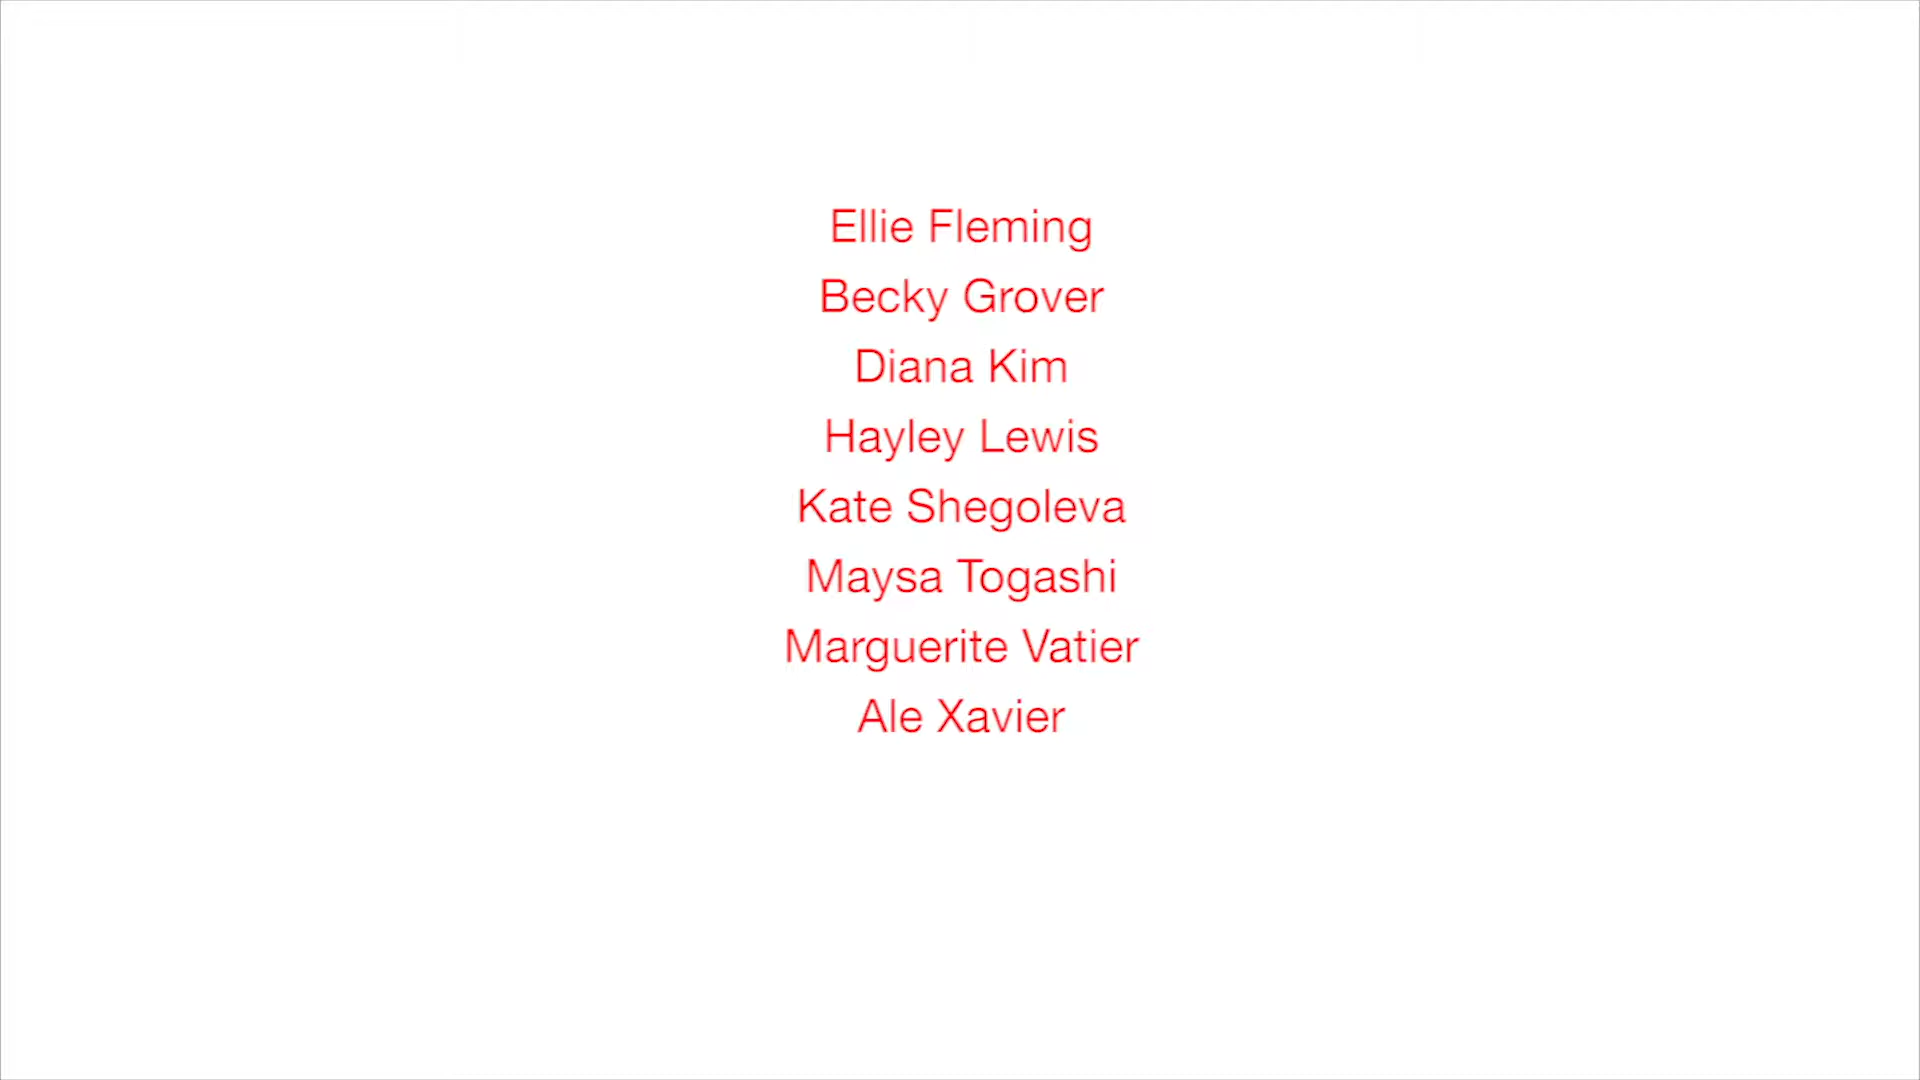 Ellie Fleming
Becky Grover
Diana Kim
Hayley Lewis
Kate Shegoleva
Maysa Togashi
Marguerite Vatier
Ale Xavier